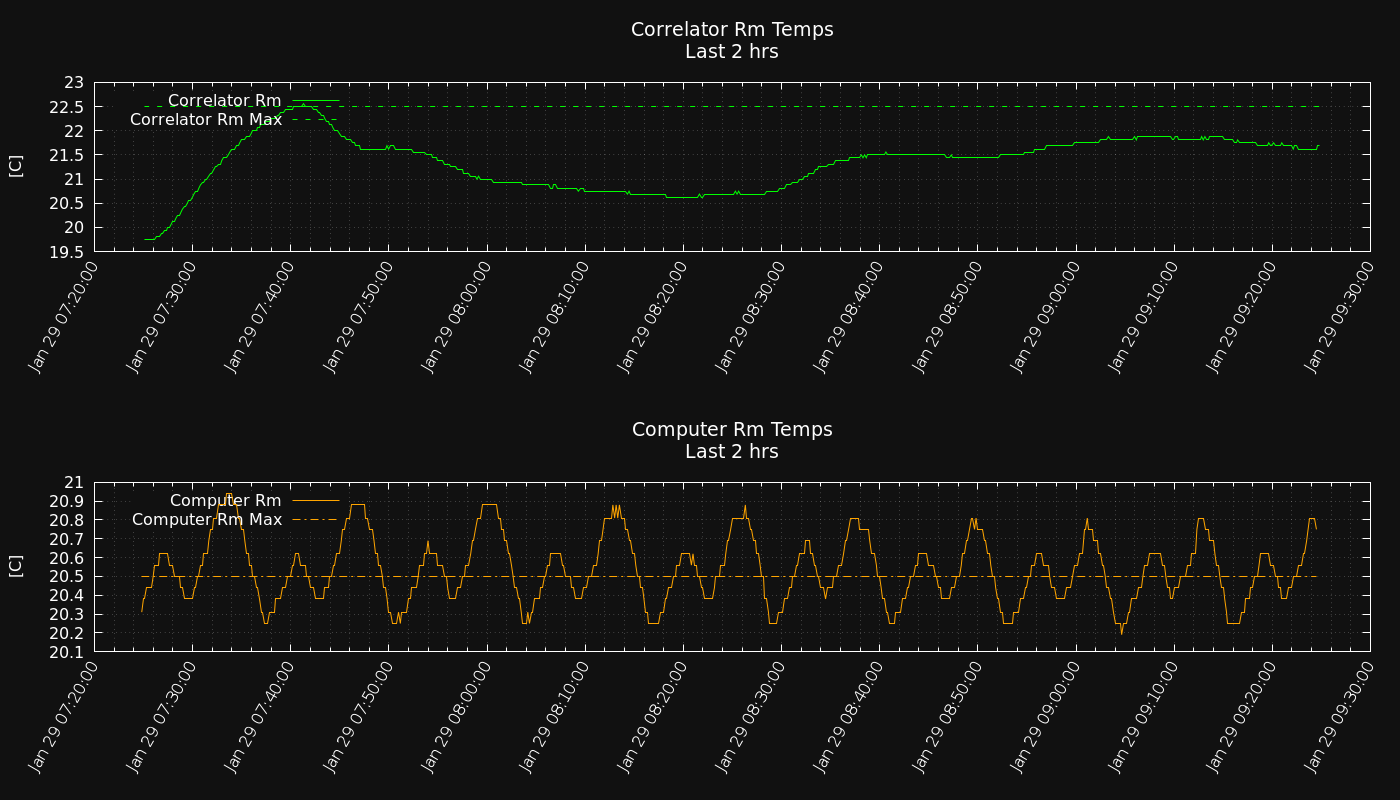 Correlator Rm Temps
Last 2 hrs
23
22.5
22
21.5
21
20.5
20
19.5
[C]
Correlator Rm
Correlator Rm Max
Jan 29 07:20:00
Jan 29 07:30:00
Jan 29 07:40:00
Jan 29 07:50:00
Jan 29 08:00:00
Jan 29 08:10:00
Jan 29 08:20:00
Jan 29 08:30:00
Jan 29 08:40:00
Jan 29 08:50:00
Jan 29 09:00:00
Jan 29 09:10:00
Jan 29 09:20:00
Jan 29 09:30:00
Computer Rm Temps
Last 2 hrs
21
20.9
20.8
20.7
20.6
20.5
20.4
20.3
20.2
20.1
[C]
Computer Rm
Computer Rm Max
Jan 29 07:20:00
Jan 29 07:30:00
Jan 29 07:40:00
Jan 29 07:50:00
Jan 29 08:00:00
Jan 29 08:10:00
Jan 29 08:20:00
Jan 29 08:30:00
Jan 29 08:40:00
Jan 29 08:50:00
Jan 29 09:00:00
Jan 29 09:10:00
Jan 29 09:20:00
Jan 29 09:30:00